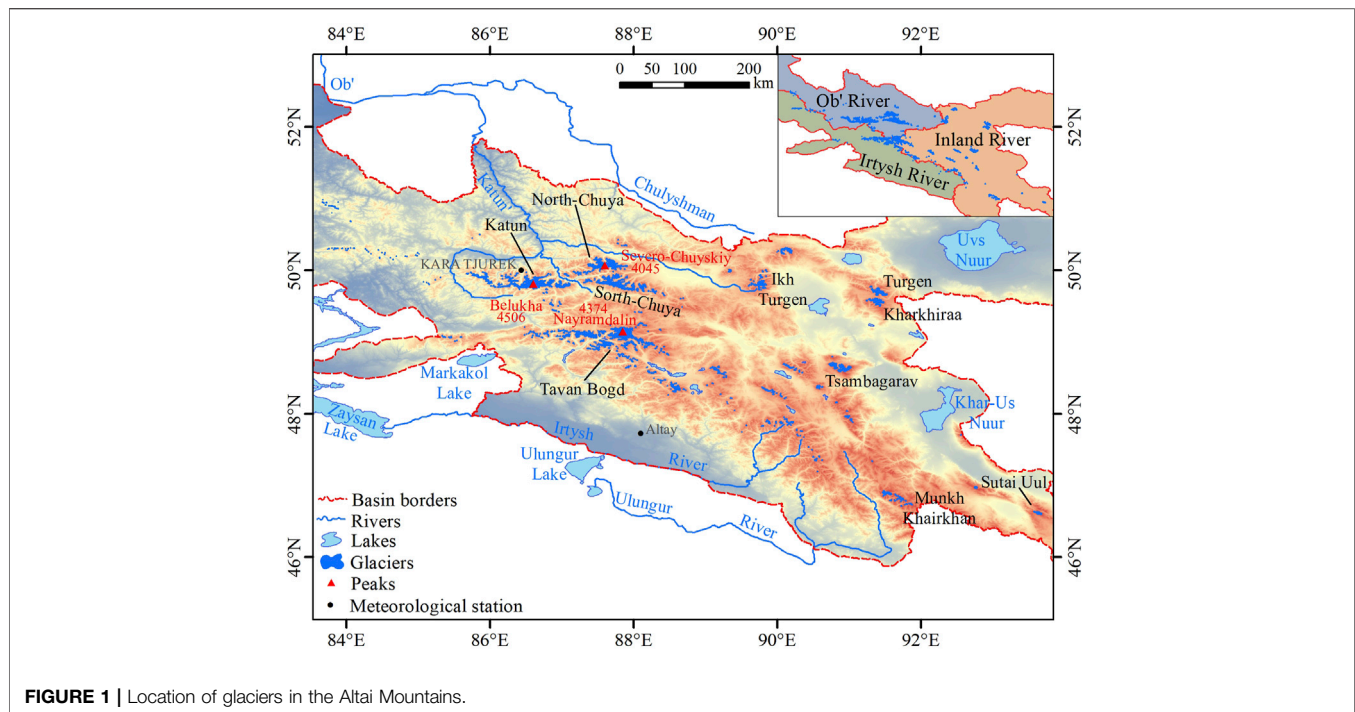 84°E 86°E 88°E 90°E 92°E
52°N
50°N
48°N
46°N
52°N
50°N
48°N
46°N
0 50 100 200
km
Ob'
Ob' River
Inland River
Irtysh River
Chulyshman
Katun'
North-Chuya
Katun
KARA TJUREK
Severo-Chuyskiy
4045
Uvs
Nuur
Ikh
Turgen
Turgen
Kharkhiraa
Sorth-Chuya
Belukha
4506
4374
Nayramdalin
Tavan Bogd
Tsambagarav
Markakol
Lake
Khar-Us
Nuur
Zaysan
Lake
Irtysh
River
Altay
Ulungur
Lake
Ulungur
River
Munkh
Khairkhan
Sutai Uul
Basin borders
Rivers
Lakes
Glaciers
Peaks
Meteorological station
84°E 86°E 88°E 90°E 92°E
FIGURE 1 | Location of glaciers in the Altai Mountains.